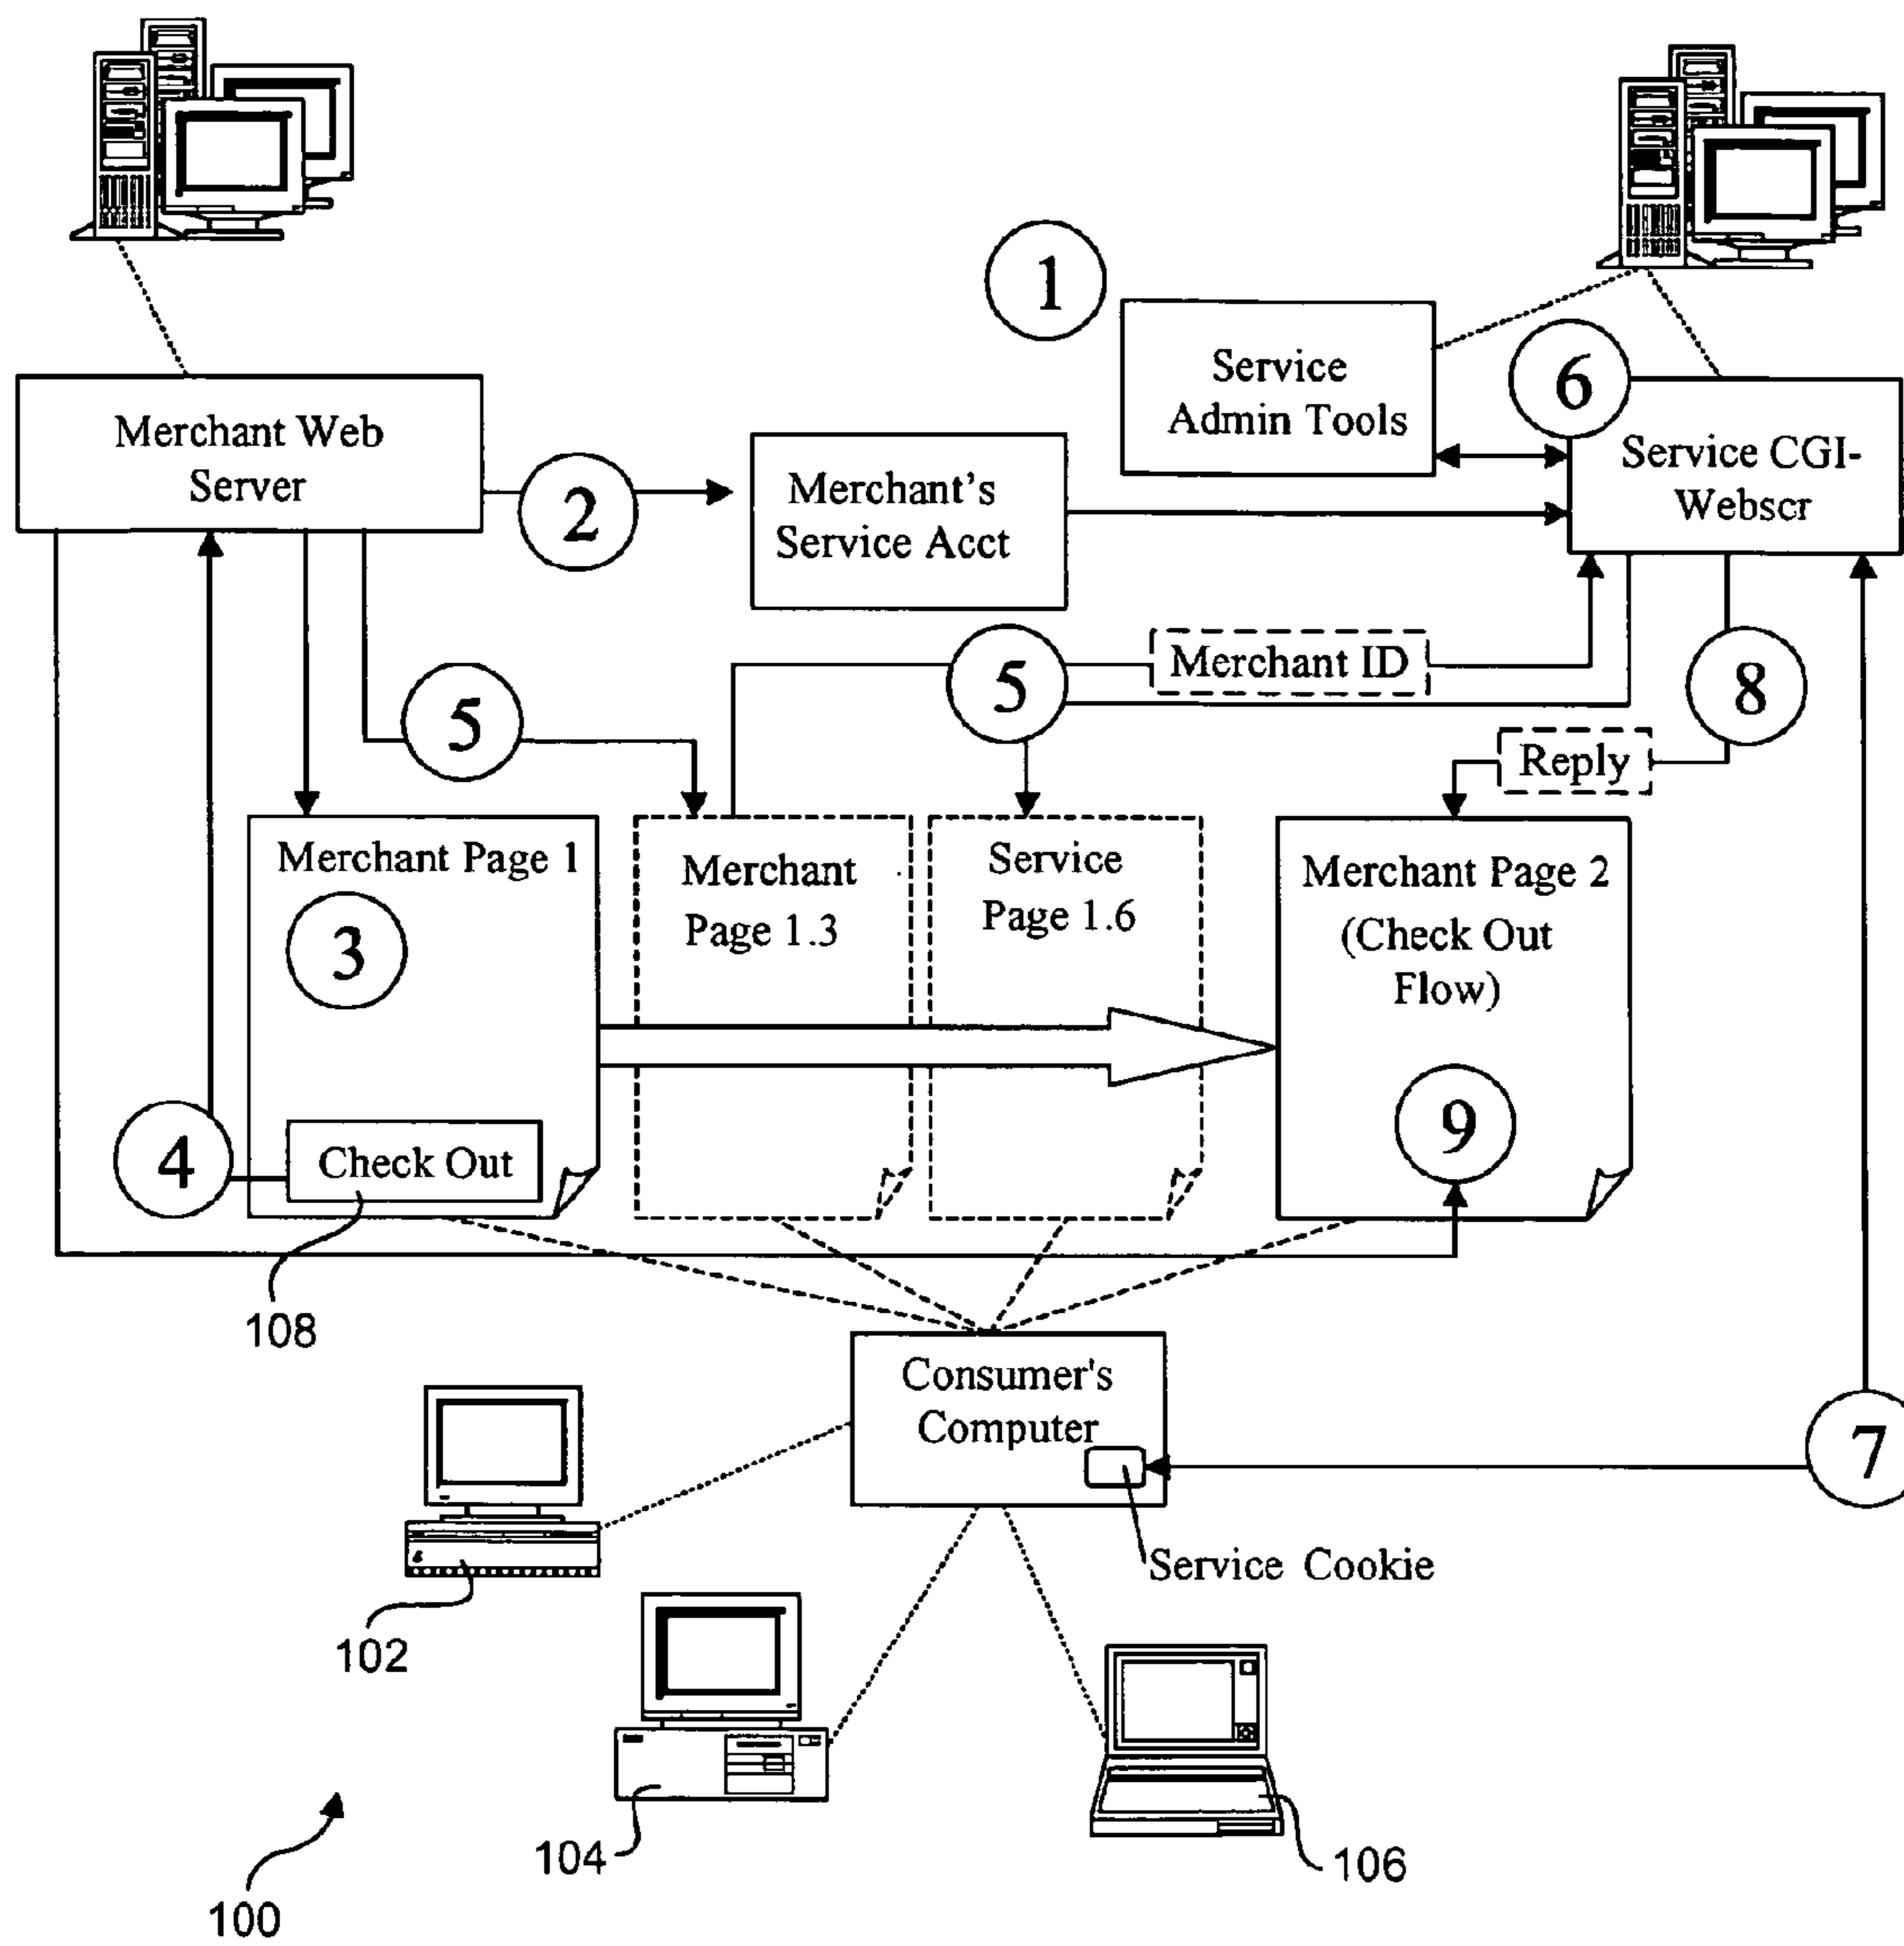 1
Service
Admin Tools
6
Merchant Web
Server
2
Merchant's
Service Acct
Service CGI-
Webscr
5
5
Merchant ID
8
Reply
Merchant Page 1
3
Merchant
Page 1.3
Service
Page 1.6
Merchant Page 2
(Check Out
Flow)
9
4
Check Out
108
Consumer's
Computer
7
Service Cookie
102
104
106
100